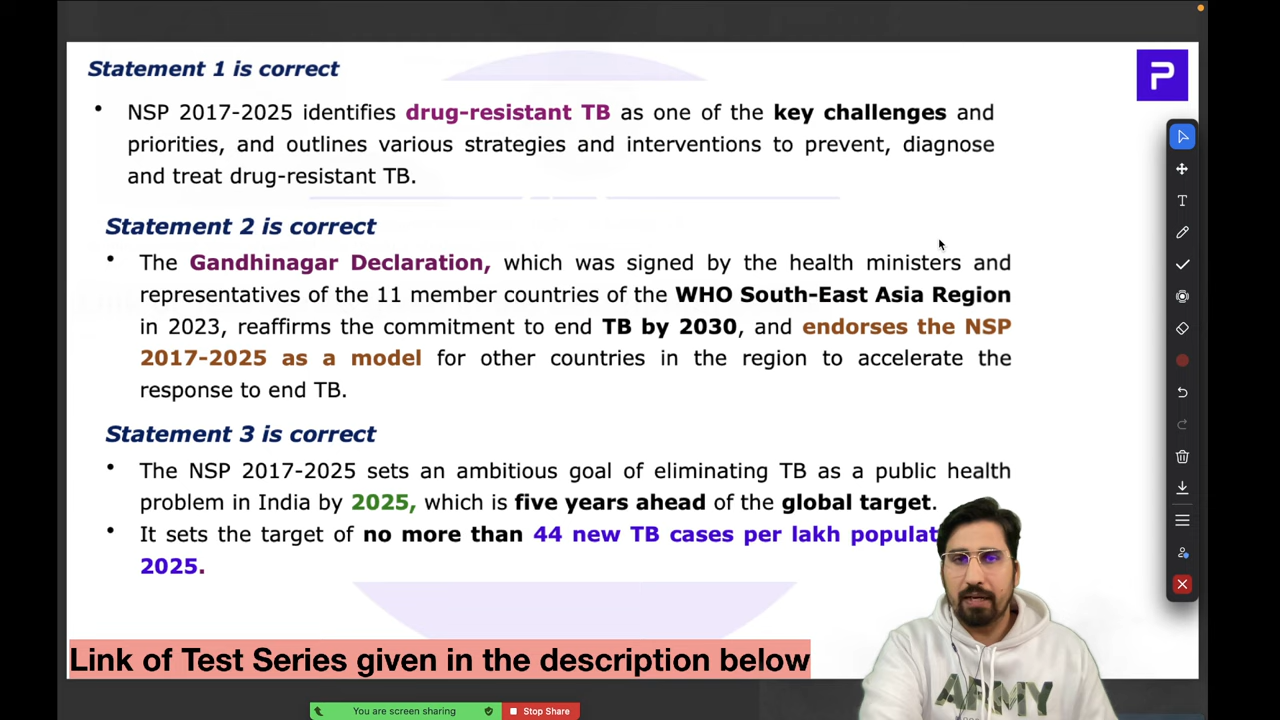 Statement 1 is correct
P
• NSP 2017-2025 identifies drug-resistant TB as one of the key challenges and
priorities, and outlines various strategies and interventions to prevent, diagnose
and treat drug-resistant TB.
Statement 2 is correct
• The Gandhinagar Declaration, which was signed by the health ministers and
representatives of the 11 member countries of the WHO South-East Asia Region
in 2023, reaffirms the commitment to end TB by 2030, and endorses the NSP
2017-2025 as a model for other countries in the region to accelerate the
response to end TB.
Statement 3 is correct
• The NSP 2017-2025 sets an ambitious goal of eliminating TB as a public health
problem in India by 2025, which is five years ahead of the global target.
• It sets the target of no more than 44 new TB cases per lakh populat
2025.
Link of Test Series given in the description below
ARMY
You are screen sharing
Stop Share